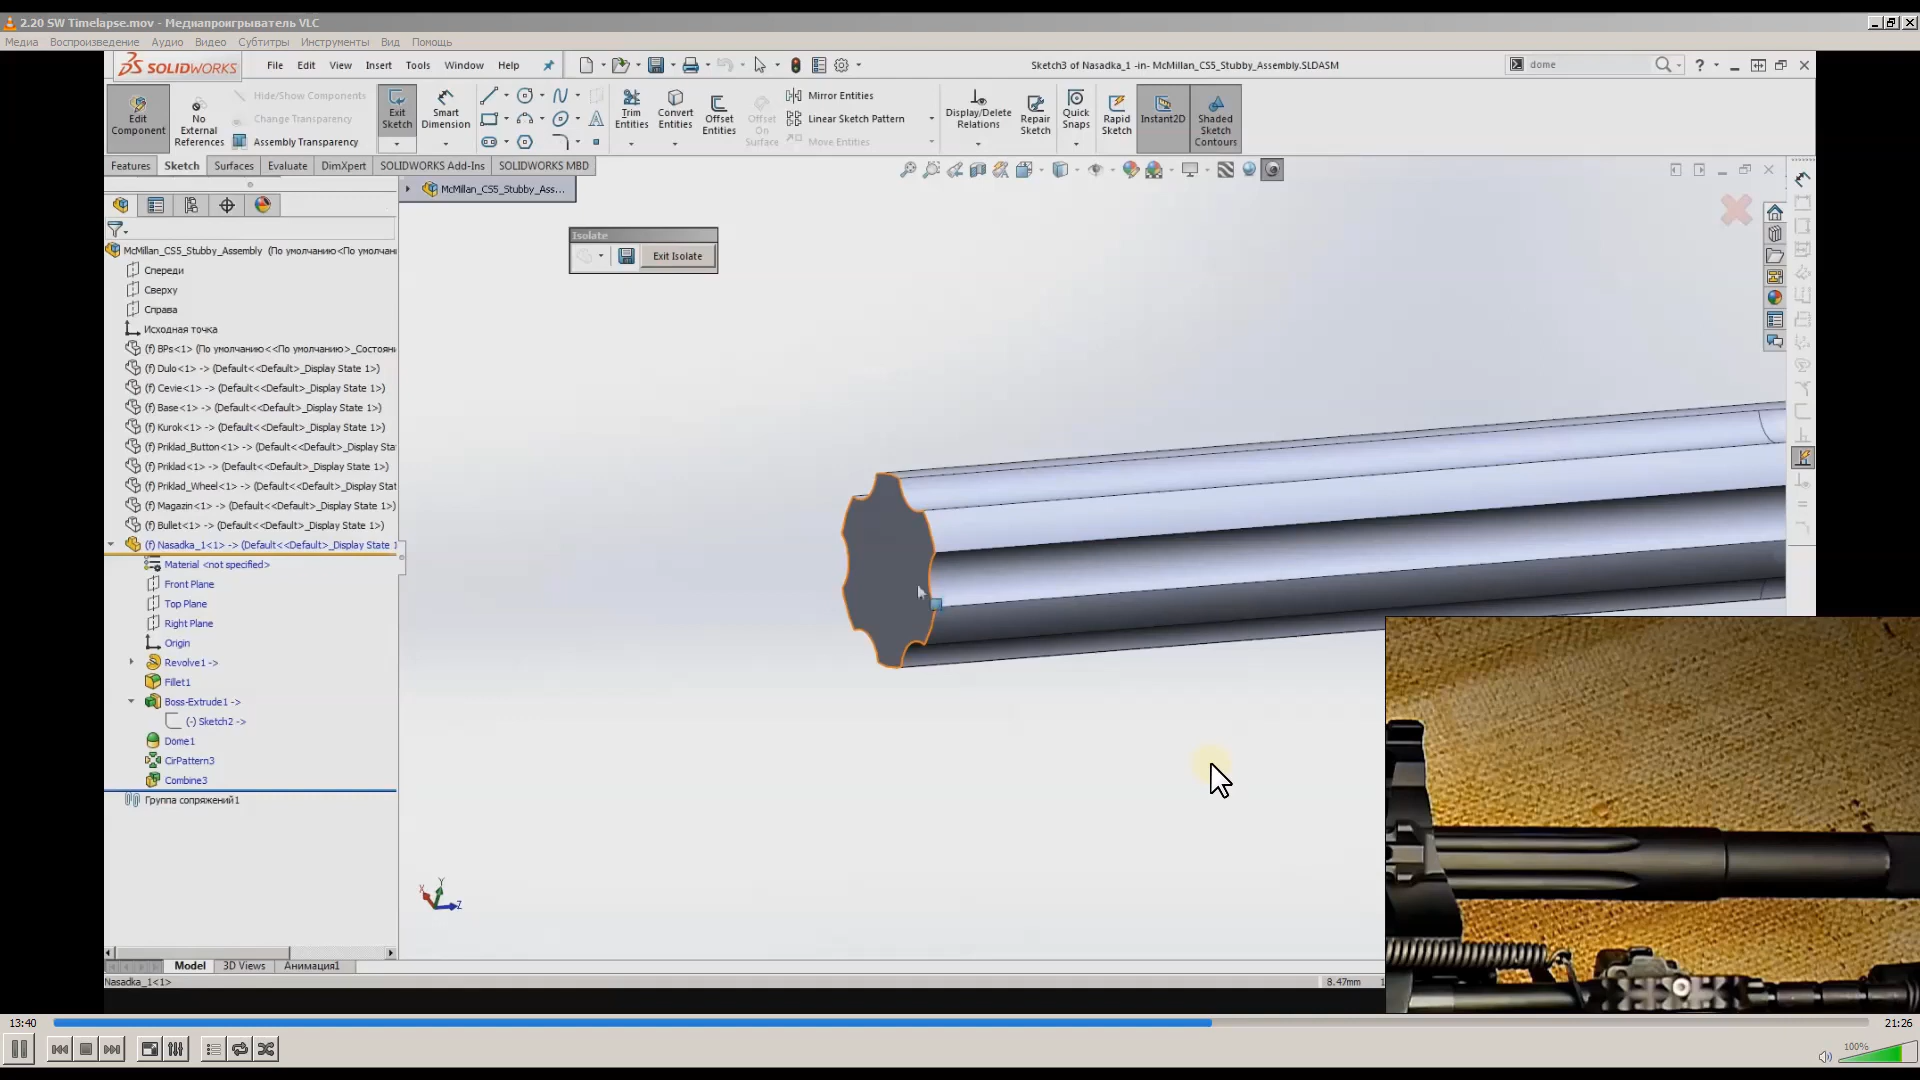 2.20 SW Timelapse.mov - Медиапроигрыватель VLC
Медиа Воспроизведение Аудио Видео Субтитры Инструменты Вид Помощь
SOLIDWORKS File Edit View Insert Tools Window Help
Sketch3 of Nasadka_1 -in- McMillan_CS5_Stubby_Assembly.SLDASM
dome
Edit Component
No External References
Hide/Show Components
Change Transparency
Assembly Transparency
Exit Sketch
Smart Dimension
Trim Entities
Convert Entities
Offset Entities
Offset On Surface
Mirror Entities
Linear Sketch Pattern
Move Entities
Display/Delete Relations
Repair Sketch
Quick Snaps
Rapid Sketch
Instant2D
Shaded Sketch Contours
Features Sketch Surfaces Evaluate DimXpert SOLIDWORKS Add-Ins SOLIDWORKS MBD
McMillan_CS5_Stubby_Ass...
Isolate
Exit Isolate
McMillan_CS5_Stubby_Assembly (По умолчанию<По умолчан
Спереди
Сверху
Справа
Исходная точка
(f) BPs<1> (По умолчанию<<По умолчанию>_Состояни
(f) Dulo<1> -> (Default<<Default>_Display State 1>)
(f) Cevie<1> -> (Default<<Default>_Display State 1>)
(f) Base<1> -> (Default<<Default>_Display State 1>)
(f) Kurok<1> -> (Default<<Default>_Display State 1>)
(f) Priklad_Button<1> -> (Default<<Default>_Display Sta
(f) Priklad<1> -> (Default<<Default>_Display State 1>)
(f) Priklad_Wheel<1> -> (Default<<Default>_Display Stat
(f) Magazin<1> -> (Default<<Default>_Display State 1>)
(f) Bullet<1> -> (Default<<Default>_Display State 1>)
(f) Nasadka_1<1> -> (Default<<Default>_Display State 1
Material <not specified>
Front Plane
Top Plane
Right Plane
Origin
Revolve1 ->
Fillet1
Boss-Extrude1 ->
(-) Sketch2 ->
Dome1
CirPattern3
Combine3
Группа сопряжений1
Y
X
Z
Model 3D Views Анимация1
Nasadka_1<1>
8.47mm
13:40
21:26
100%